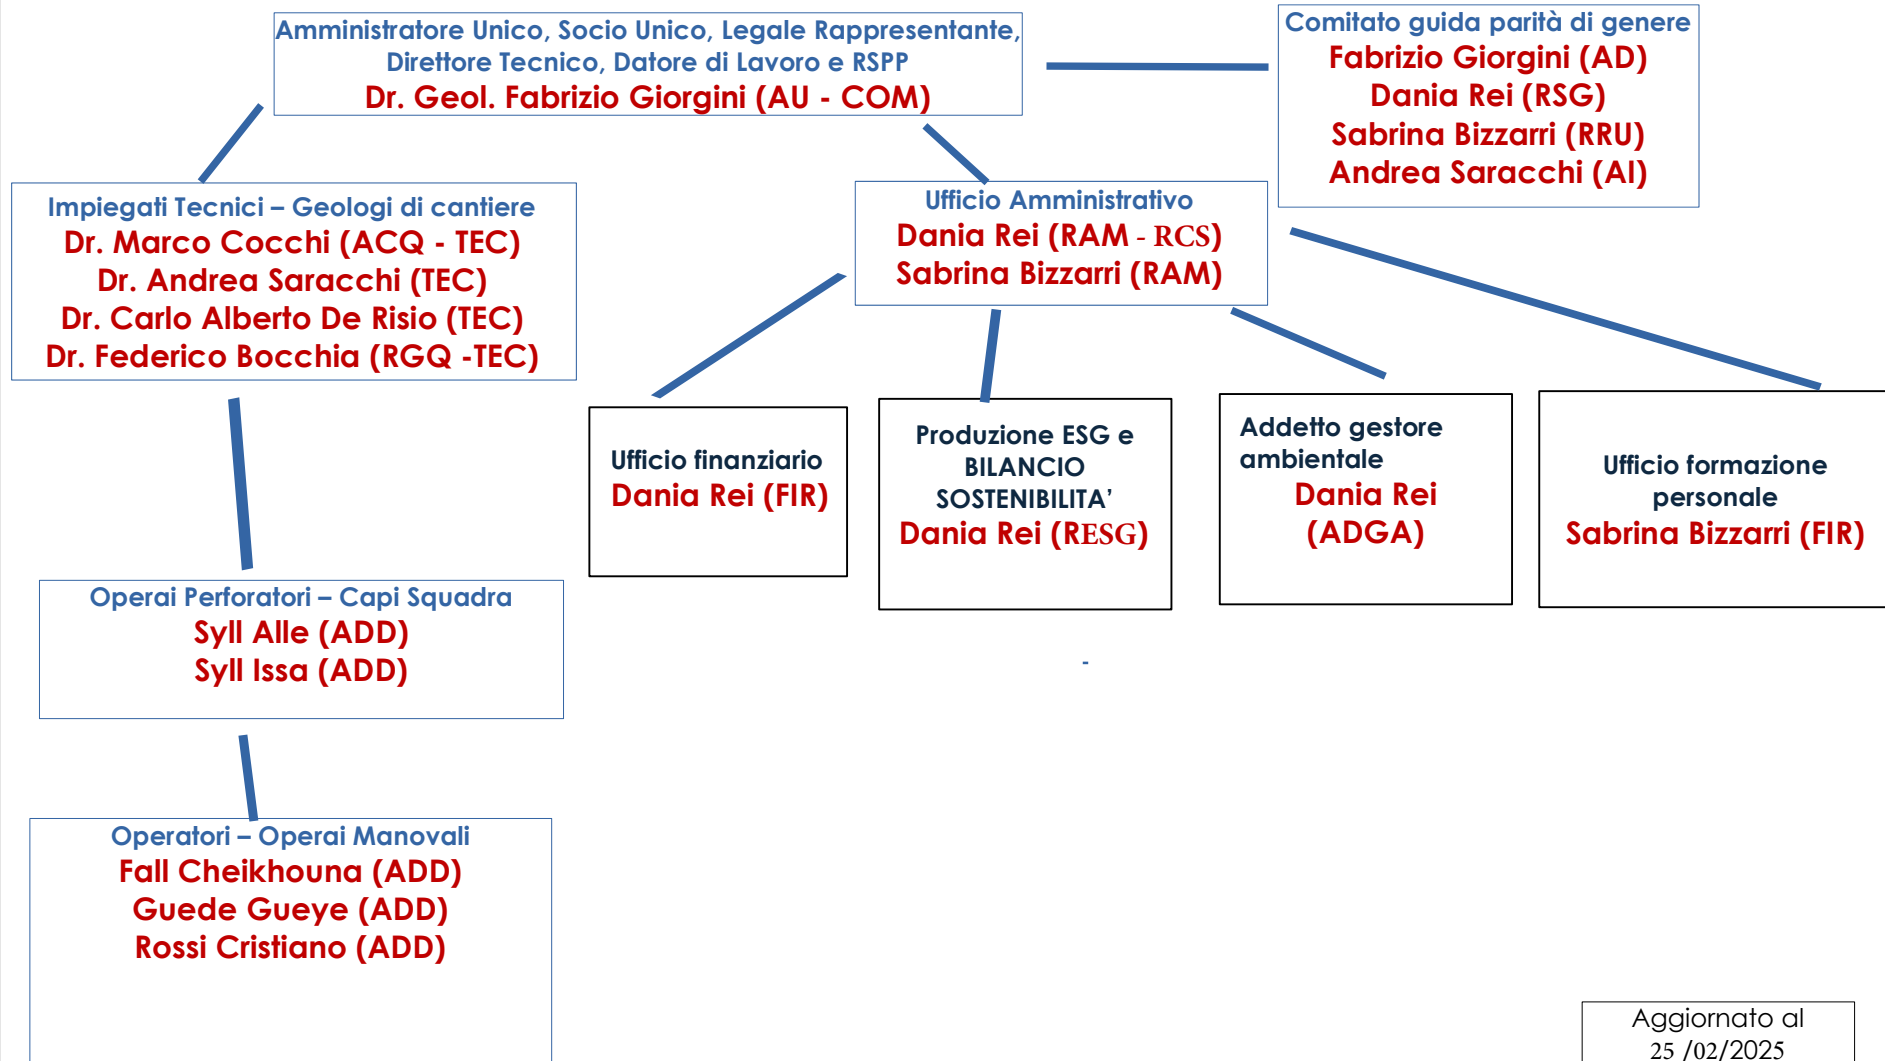 Amministratore Unico, Socio Unico, Legale Rappresentante,
Direttore Tecnico, Datore di Lavoro e RSPP
Dr. Geol. Fabrizio Giorgini (AU - COM)
Comitato guida parità di genere
Fabrizio Giorgini (AD)
Dania Rei (RSG)
Sabrina Bizzarri (RRU)
Andrea Saracchi (AI)
Impiegati Tecnici – Geologi di cantiere
Dr. Marco Cocchi (ACQ - TEC)
Dr. Andrea Saracchi (TEC)
Dr. Carlo Alberto De Risio (TEC)
Dr. Federico Bocchia (RGQ -TEC)
Ufficio Amministrativo
Dania Rei (RAM - RCS)
Sabrina Bizzarri (RAM)
Ufficio finanziario
Dania Rei (FIR)
Produzione ESG e
BILANCIO
SOSTENIBILITA’
Dania Rei (RESG)
Addetto gestore
ambientale
Dania Rei
(ADGA)
Ufficio formazione
personale
Sabrina Bizzarri (FIR)
Operai Perforatori – Capi Squadra
Syll Alle (ADD)
Syll Issa (ADD)
-
Operatori – Operai Manovali
Fall Cheikhouna (ADD)
Guede Gueye (ADD)
Rossi Cristiano (ADD)
Aggiornato al
25 /02/2025